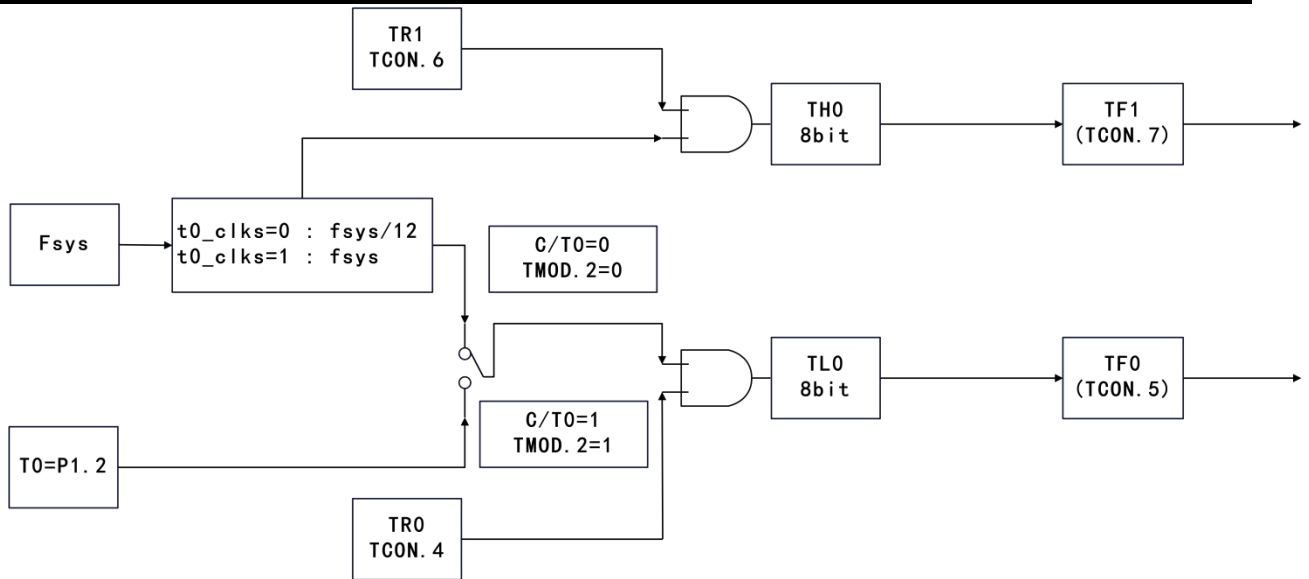 TR1
TCON.6
TH0
8bit
TF1
(TCON.7)
Fsys
t0_clks=0 : fsys/12
t0_clks=1 : fsys
C/T0=0
TMOD.2=0
TL0
8bit
TF0
(TCON.5)
C/T0=1
TMOD.2=1
T0=P1.2
TR0
TCON.4